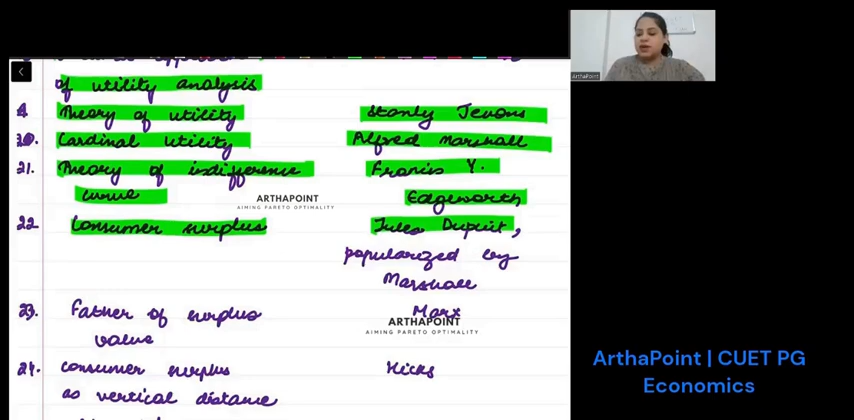 of utility analysis
Theory of utility Stanly Jevons
20. Cardinal utility Alfred Marshall
21. Theory of indifference Francis Y.
curve Edgeworth
ARTHAPOINT
AIMING PARETO OPTIMALITY
22 Consumer surplus Jules Dupuit,
popularized by
Marshall
23. Father of surplus Marx
value
ARTHAPOINT
AIMING PARETO OPTIMALITY
24. Consumer surplus Hicks
as vertical distance
ArthaPoint
ArthaPoint | CUET PG
Economics